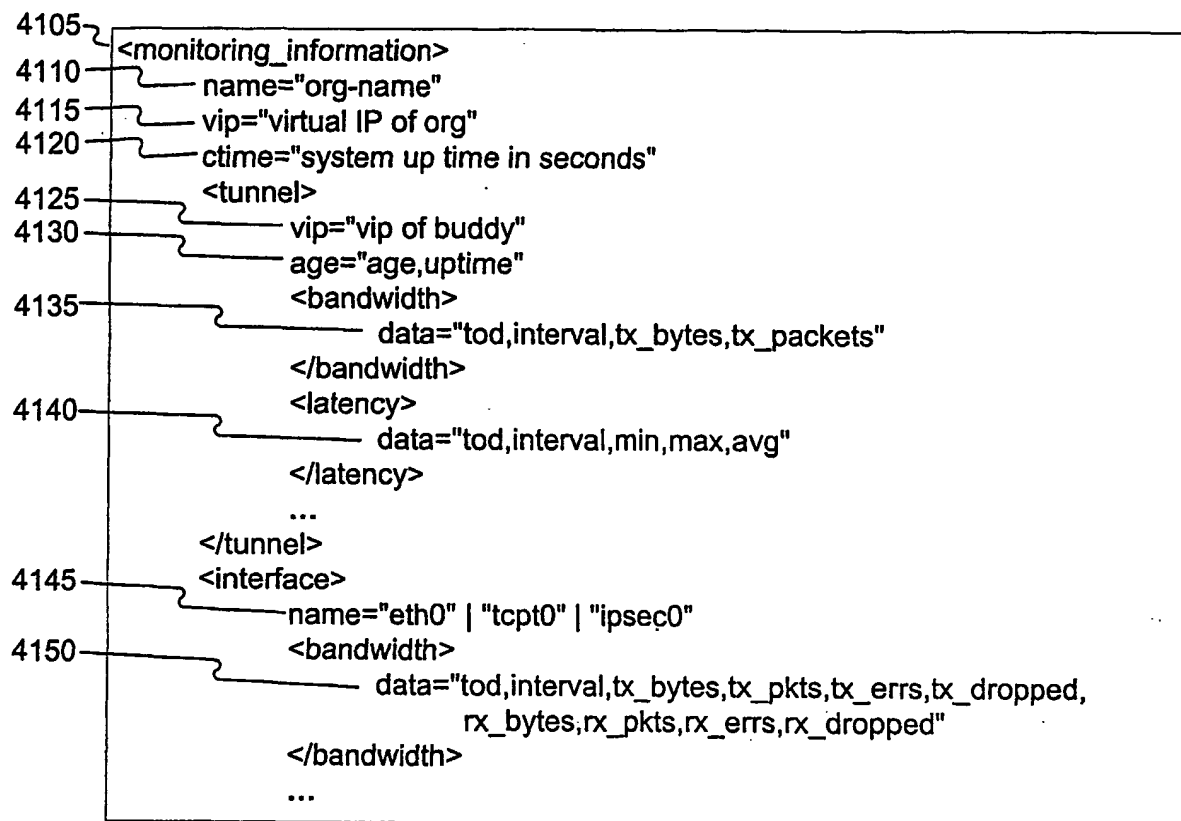 4105 <monitoring_information>
4110 name="org-name"
4115 vip="virtual IP of org"
4120 ctime="system up time in seconds"
<tunnel>
4125 vip="vip of buddy"
4130 age="age,uptime"
<bandwidth>
4135 data="tod,interval,tx_bytes,tx_packets"
</bandwidth>
<latency>
4140 data="tod,interval,min,max,avg"
</latency>
...
</tunnel>
<interface>
4145 name="eth0" | "tcpt0" | "ipsec0"
<bandwidth>
4150 data="tod,interval,tx_bytes,tx_pkts,tx_errs,tx_dropped,
rx_bytes,rx_pkts,rx_errs,rx_dropped"
</bandwidth>
...